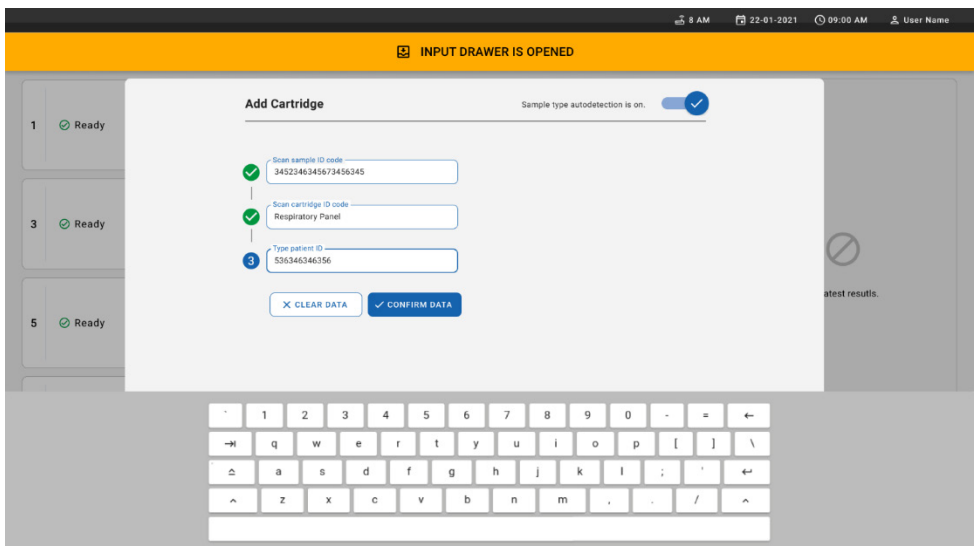 8 AM 22-01-2021 09:00 AM User Name
INPUT DRAWER IS OPENED
Add Cartridge
Sample type autodetection is on.
1 Ready
Scan sample ID code
3452346345673456345
Scan cartridge ID code
Respiratory Panel
3 Ready
Type patient ID
3 536346346356
atest resutls.
CLEAR DATA CONFIRM DATA
5 Ready
` 1 2 3 4 5 6 7 8 9 0 - =
q w e r t y u i o p [ ] \
a s d f g h j k l ; '
z x c v b n m , . /